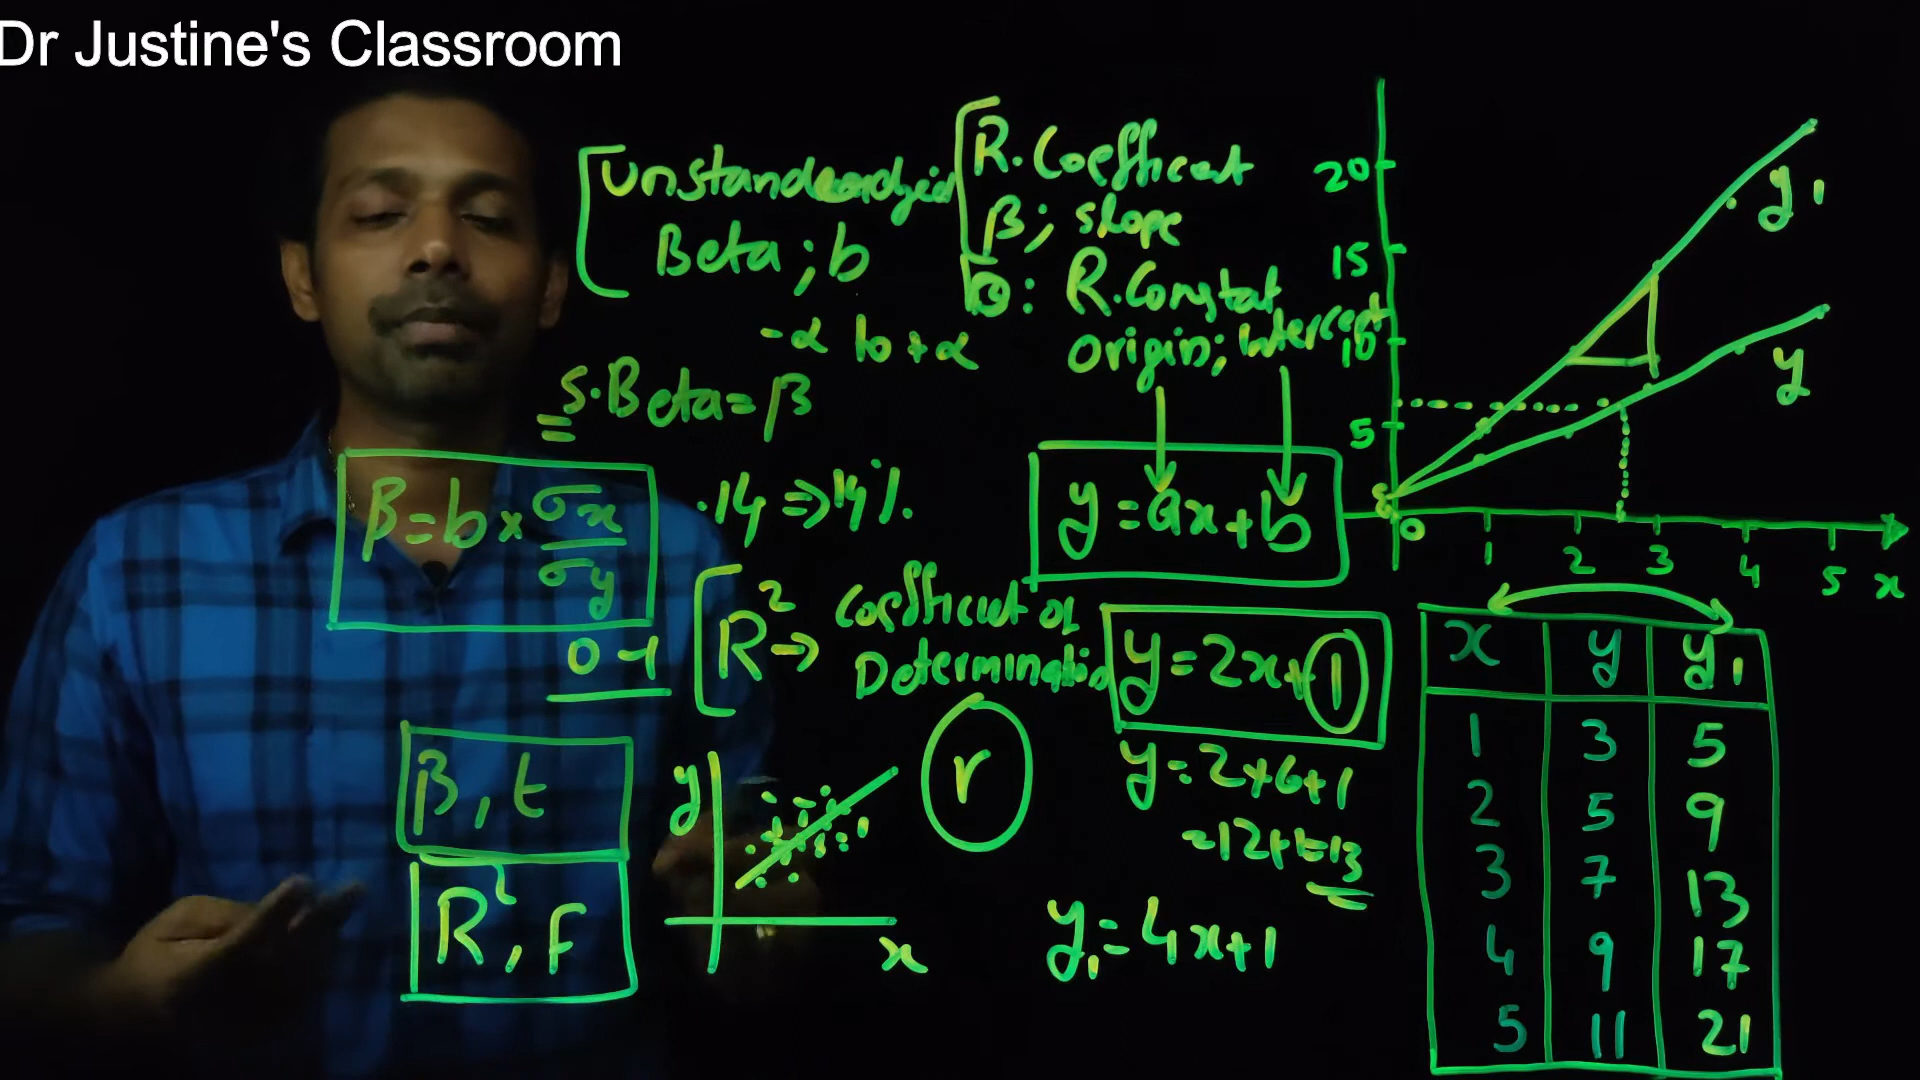 Dr Justine's Classroom
Beta; b
R. Coefficent
β; slope
b: R. Constat
Origin; Intercept
-α to +α
S. Beta = β
β = b × σx / σy
0 - 1
.14 ⇒ 14%
R² → Coefficient of
Determination
β, t
R², F
y
x
r
y = ax + b
y = 2x + 1
y = 2×6+1
= 12+1=13
y₁ = 4x+1
20
15
10
5
y₁
y
0 1 2 3 4 5 x
x y y₁
1 3 5
2 5 9
3 7 13
4 9 17
5 11 21